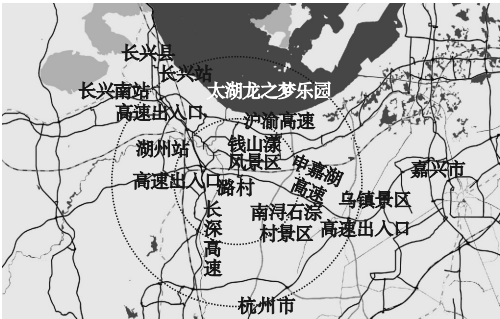 长兴县
长兴站
长兴南站
太湖龙之梦乐园
高速出入口
沪渝高速
湖州站
钱山漾
风景区
申嘉湖
高速
嘉兴市
高速出入口
潞村
乌镇景区
长深高速
南浔石淙
村景区
高速出入口
杭州市